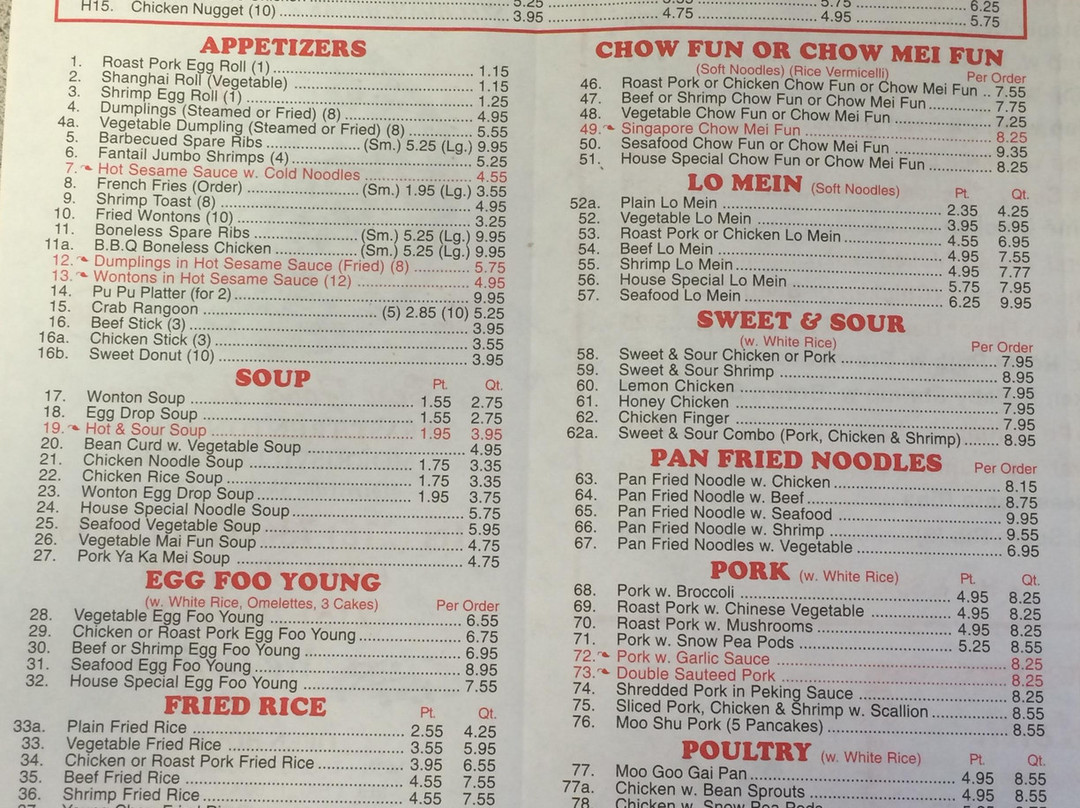 5.25 5.75 6.25
H15. Chicken Nugget (10) 3.95 4.75 4.95 5.75
APPETIZERS
1. Roast Pork Egg Roll (1) 1.15
2. Shanghai Roll (Vegetable) 1.15
3. Shrimp Egg Roll (1) 1.25
4. Dumplings (Steamed or Fried) (8) 4.95
4a. Vegetable Dumpling (Steamed or Fried) (8) 5.55
5. Barbecued Spare Ribs (Sm.) 5.25 (Lg.) 9.95
6. Fantail Jumbo Shrimps (4) 5.25
7. Hot Sesame Sauce w. Cold Noodles 4.55
8. French Fries (Order) (Sm.) 1.95 (Lg.) 3.55
9. Shrimp Toast (8) 4.95
10. Fried Wontons (10) 3.25
11. Boneless Spare Ribs (Sm.) 5.25 (Lg.) 9.95
11a. B.B.Q Boneless Chicken (Sm.) 5.25 (Lg.) 9.95
12. Dumplings in Hot Sesame Sauce (Fried) (8) 5.75
13. Wontons in Hot Sesame Sauce (12) 4.95
14. Pu Pu Platter (for 2) 9.95
15. Crab Rangoon (5) 2.85 (10) 5.25
16. Beef Stick (3) 3.95
16a. Chicken Stick (3) 3.55
16b. Sweet Donut (10) 3.95
SOUP Pt. Qt.
17. Wonton Soup 1.55 2.75
18. Egg Drop Soup 1.55 2.75
19. Hot & Sour Soup 1.95 3.95
20. Bean Curd w. Vegetable Soup 4.95
21. Chicken Noodle Soup 1.75 3.35
22. Chicken Rice Soup 1.75 3.35
23. Wonton Egg Drop Soup 1.95 3.75
24. House Special Noodle Soup 5.75
25. Seafood Vegetable Soup 5.95
26. Vegetable Mai Fun Soup 4.75
27. Pork Ya Ka Mei Soup 4.75
EGG FOO YOUNG
(w. White Rice, Omelettes, 3 Cakes) Per Order
28. Vegetable Egg Foo Young 6.55
29. Chicken or Roast Pork Egg Foo Young 6.75
30. Beef or Shrimp Egg Foo Young 6.95
31. Seafood Egg Foo Young 8.95
32. House Special Egg Foo Young 7.55
FRIED RICE Pt. Qt.
33a. Plain Fried Rice 2.55 4.25
33. Vegetable Fried Rice 3.55 5.95
34. Chicken or Roast Pork Fried Rice 3.95 6.55
35. Beef Fried Rice 4.55 7.55
36. Shrimp Fried Rice 4.55 7.55
CHOW FUN OR CHOW MEI FUN
(Soft Noodles) (Rice Vermicelli) Per Order
46. Roast Pork or Chicken Chow Fun or Chow Mei Fun 7.55
47. Beef or Shrimp Chow Fun or Chow Mei Fun 7.75
48. Vegetable Chow Fun or Chow Mei Fun 7.25
49. Singapore Chow Mei Fun 8.25
50. Sesafood Chow Fun or Chow Mei Fun 9.35
51. House Special Chow Fun or Chow Mei Fun 8.25
LO MEIN (Soft Noodles) Pt. Qt.
52a. Plain Lo Mein 2.35 4.25
52. Vegetable Lo Mein 3.95 5.95
53. Roast Pork or Chicken Lo Mein 4.55 6.95
54. Beef Lo Mein 4.95 7.55
55. Shrimp Lo Mein 4.95 7.77
56. House Special Lo Mein 5.75 7.95
57. Seafood Lo Mein 6.25 9.95
SWEET & SOUR
(w. White Rice) Per Order
58. Sweet & Sour Chicken or Pork 7.95
59. Sweet & Sour Shrimp 8.95
60. Lemon Chicken 7.95
61. Honey Chicken 7.95
62. Chicken Finger 7.95
62a. Sweet & Sour Combo (Pork, Chicken & Shrimp) 8.95
PAN FRIED NOODLES Per Order
63. Pan Fried Noodle w. Chicken 8.15
64. Pan Fried Noodle w. Beef 8.75
65. Pan Fried Noodle w. Seafood 9.95
66. Pan Fried Noodle w. Shrimp 9.55
67. Pan Fried Noodles w. Vegetable 6.95
PORK (w. White Rice) Pt. Qt.
68. Pork w. Broccoli 4.95 8.25
69. Roast Pork w. Chinese Vegetable 4.95 8.25
70. Roast Pork w. Mushrooms 4.95 8.25
71. Pork w. Snow Pea Pods 5.25 8.55
72. Pork w. Garlic Sauce 8.25
73. Double Sauteed Pork 8.25
74. Shredded Pork in Peking Sauce 8.25
75. Sliced Pork, Chicken & Shrimp w. Scallion 8.55
76. Moo Shu Pork (5 Pancakes) 8.55
POULTRY (w. White Rice) Pt. Qt.
77. Moo Goo Gai Pan 4.95 8.55
77a. Chicken w. Bean Sprouts 4.95 8.55
78. Chicken w. Snow Pea Pods